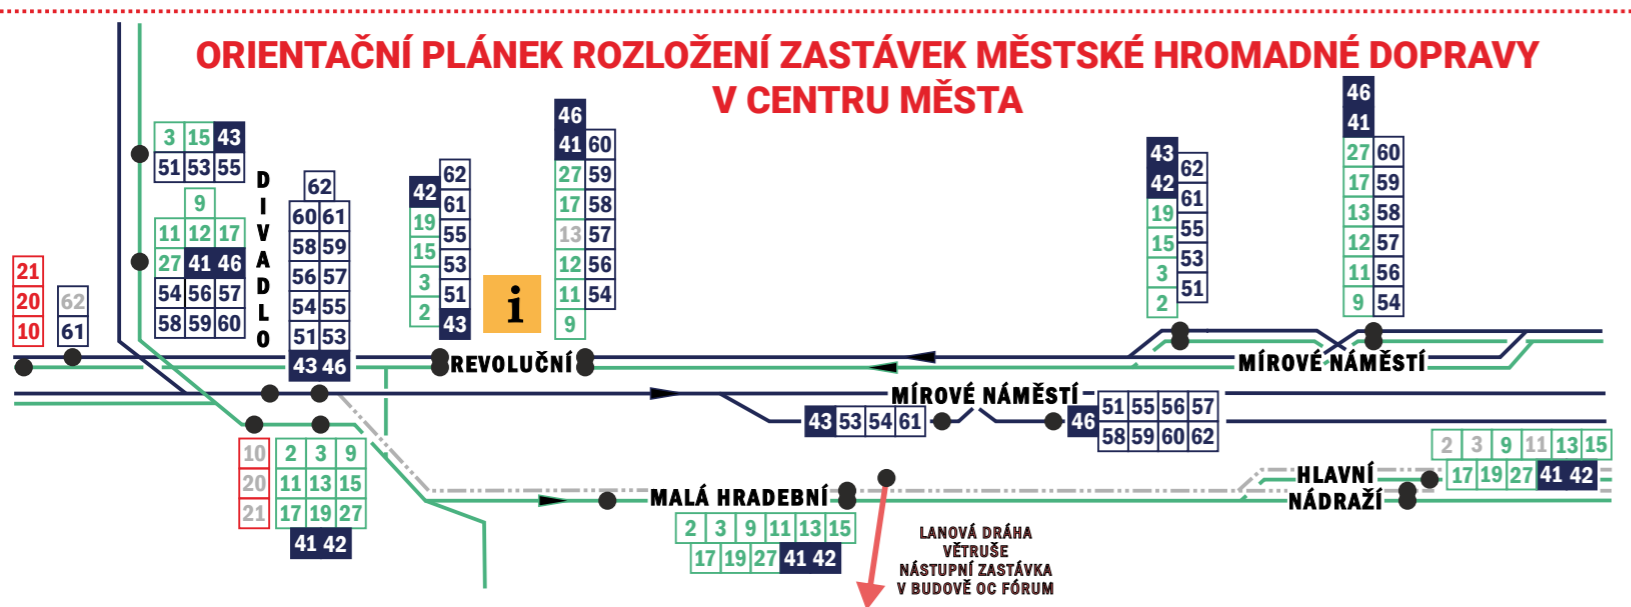 ORIENTAČNÍ PLÁNEK ROZLOŽENÍ ZASTÁVEK MĚSTSKÉ HROMADNÉ DOPRAVY
V CENTRU MĚSTA
21
20
10
62
61
3 15 43
51 53 55
9
11 12 17
27 41 46
54 56 57
58 59 60
DIVADLO
62
60 61
58 59
56 57
54 55
51 53
43 46
42
19
15
3
2
62
61
55
53
51
43
i
46
41
27
17
13
12
11
9
60
59
58
57
56
54
REVOLUČNÍ
43
42
19
15
3
2
62
61
55
53
51
46
41
27
17
13
12
11
9
60
59
58
57
56
54
MÍROVÉ NÁMĚSTÍ
MÍROVÉ NÁMĚSTÍ
43 53 54 61
46
51 55 56 57
58 59 60 62
10
20
21
2 3 9
11 13 15
17 19 27
41 42
MALÁ HRADEBNÍ
2 3 9 11 13 15
17 19 27 41 42
LANOVÁ DRÁHA
VĚTRUŠE
NÁSTUPNÍ ZASTÁVKA
V BUDOVĚ OC FÓRUM
HLAVNÍ
NÁDRAŽÍ
2 3 9 11 13 15
17 19 27 41 42